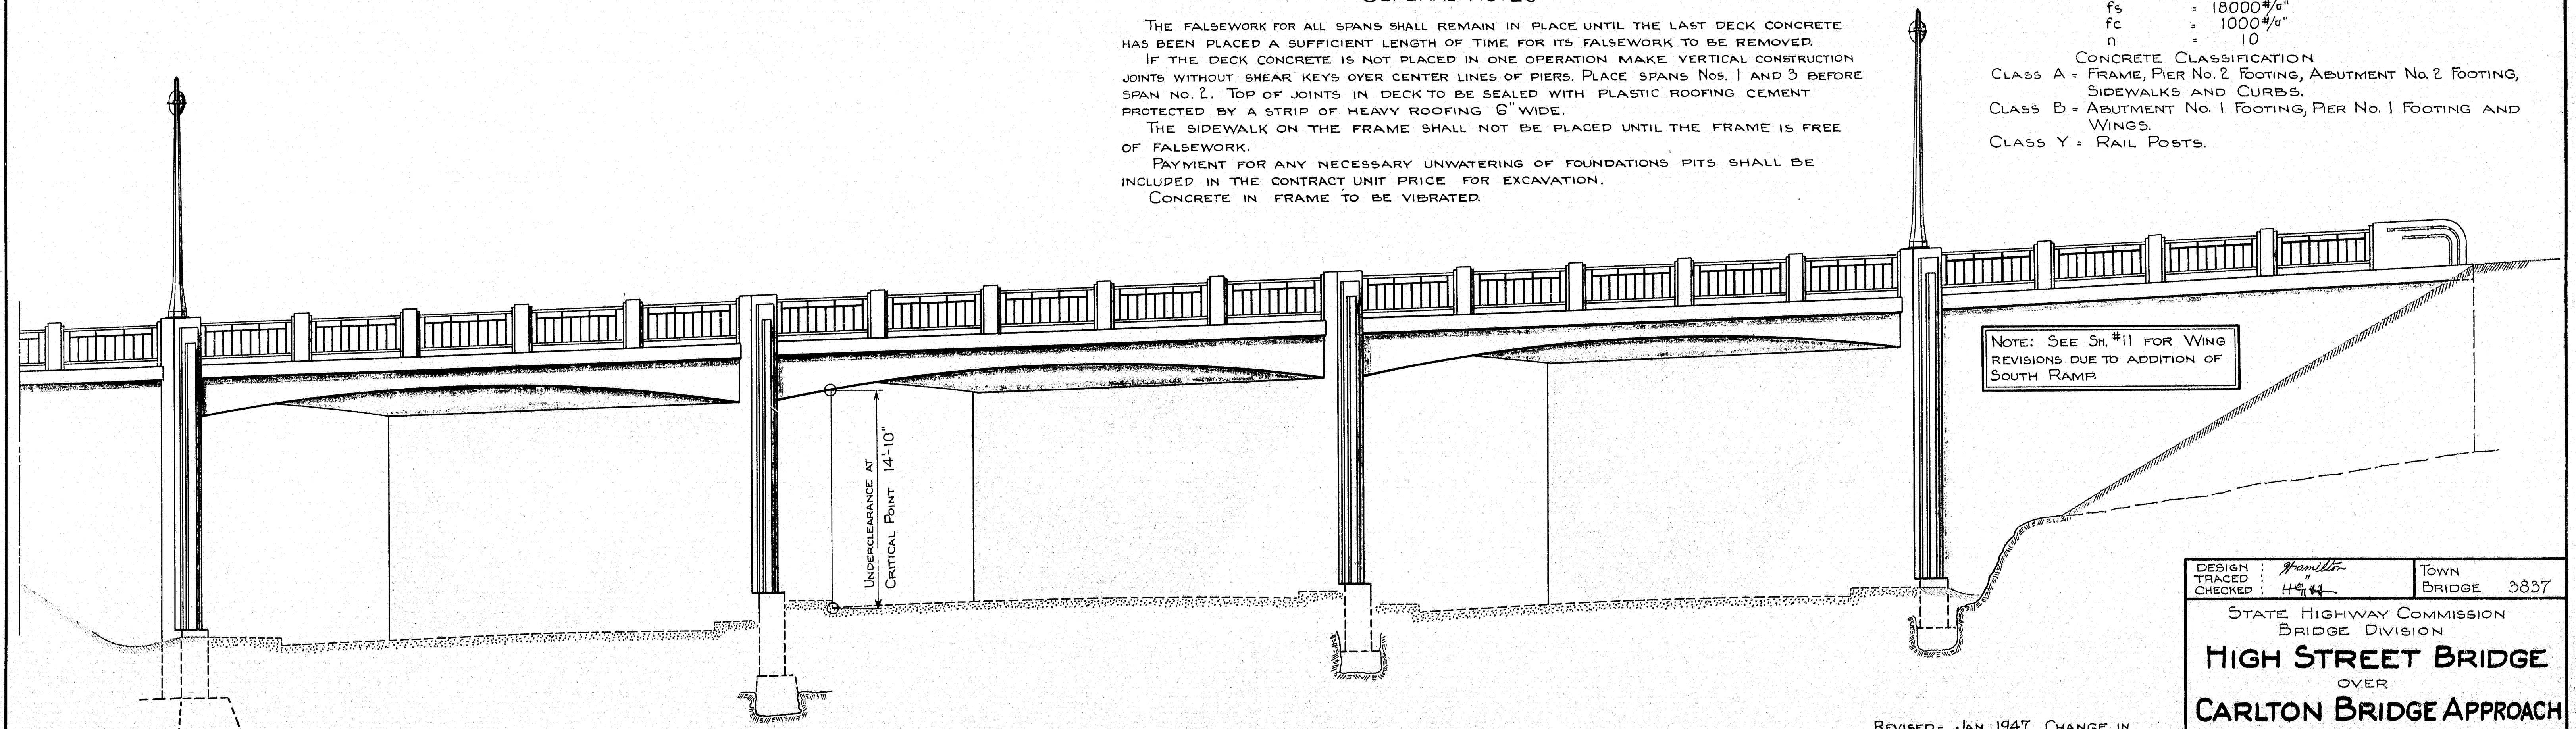 GENERAL NOTES
THE FALSEWORK FOR ALL SPANS SHALL REMAIN IN PLACE UNTIL THE LAST DECK CONCRETE
HAS BEEN PLACED A SUFFICIENT LENGTH OF TIME FOR ITS FALSEWORK TO BE REMOVED.
IF THE DECK CONCRETE IS NOT PLACED IN ONE OPERATION MAKE VERTICAL CONSTRUCTION
JOINTS WITHOUT SHEAR KEYS OVER CENTER LINES OF PIERS. PLACE SPANS NOS. 1 AND 3 BEFORE
SPAN NO. 2. TOP OF JOINTS IN DECK TO BE SEALED WITH PLASTIC ROOFING CEMENT
PROTECTED BY A STRIP OF HEAVY ROOFING 6" WIDE.
THE SIDEWALK ON THE FRAME SHALL NOT BE PLACED UNTIL THE FRAME IS FREE
OF FALSEWORK.
PAYMENT FOR ANY NECESSARY UNWATERING OF FOUNDATIONS PITS SHALL BE
INCLUDED IN THE CONTRACT UNIT PRICE FOR EXCAVATION.
CONCRETE IN FRAME TO BE VIBRATED.
fs = 18000#/□"
fc = 1000#/□"
n = 10
CONCRETE CLASSIFICATION
CLASS A = FRAME, PIER NO. 2 FOOTING, ABUTMENT NO. 2 FOOTING,
SIDEWALKS AND CURBS.
CLASS B = ABUTMENT NO. 1 FOOTING, PIER NO. 1 FOOTING AND
WINGS.
CLASS Y = RAIL POSTS.
NOTE: SEE SH. #11 FOR WING
REVISIONS DUE TO ADDITION OF
SOUTH RAMP.
UNDERCLEARANCE AT
CRITICAL POINT 14'-10"
DESIGN : Hamilton
TRACED : "
CHECKED :
TOWN
BRIDGE 3837
STATE HIGHWAY COMMISSION
BRIDGE DIVISION
HIGH STREET BRIDGE
OVER
CARLTON BRIDGE APPROACH
REVISED - JAN. 1947 CHANGE IN